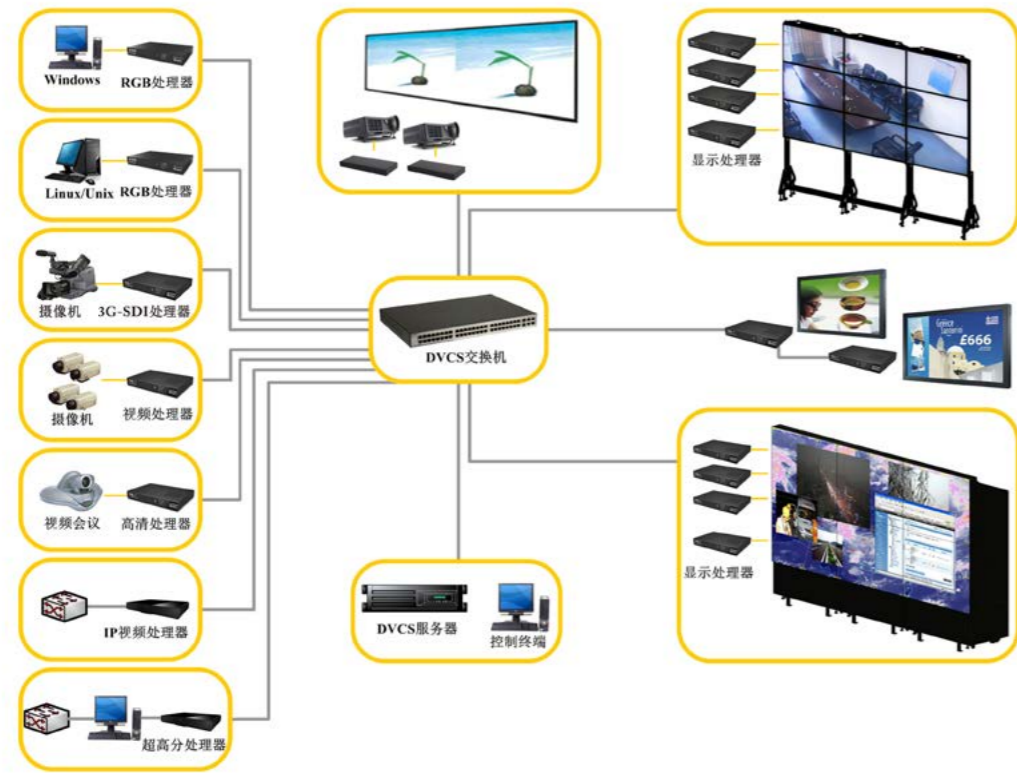 Windows
RGB处理器
Linux/Unix
RGB处理器
摄像机
3G-SDI处理器
摄像机
视频处理器
视频会议
高清处理器
IP视频处理器
超高分处理器
DVCS交换机
DVCS服务器
控制终端
显示处理器
Greece
Santorini
£666
显示处理器